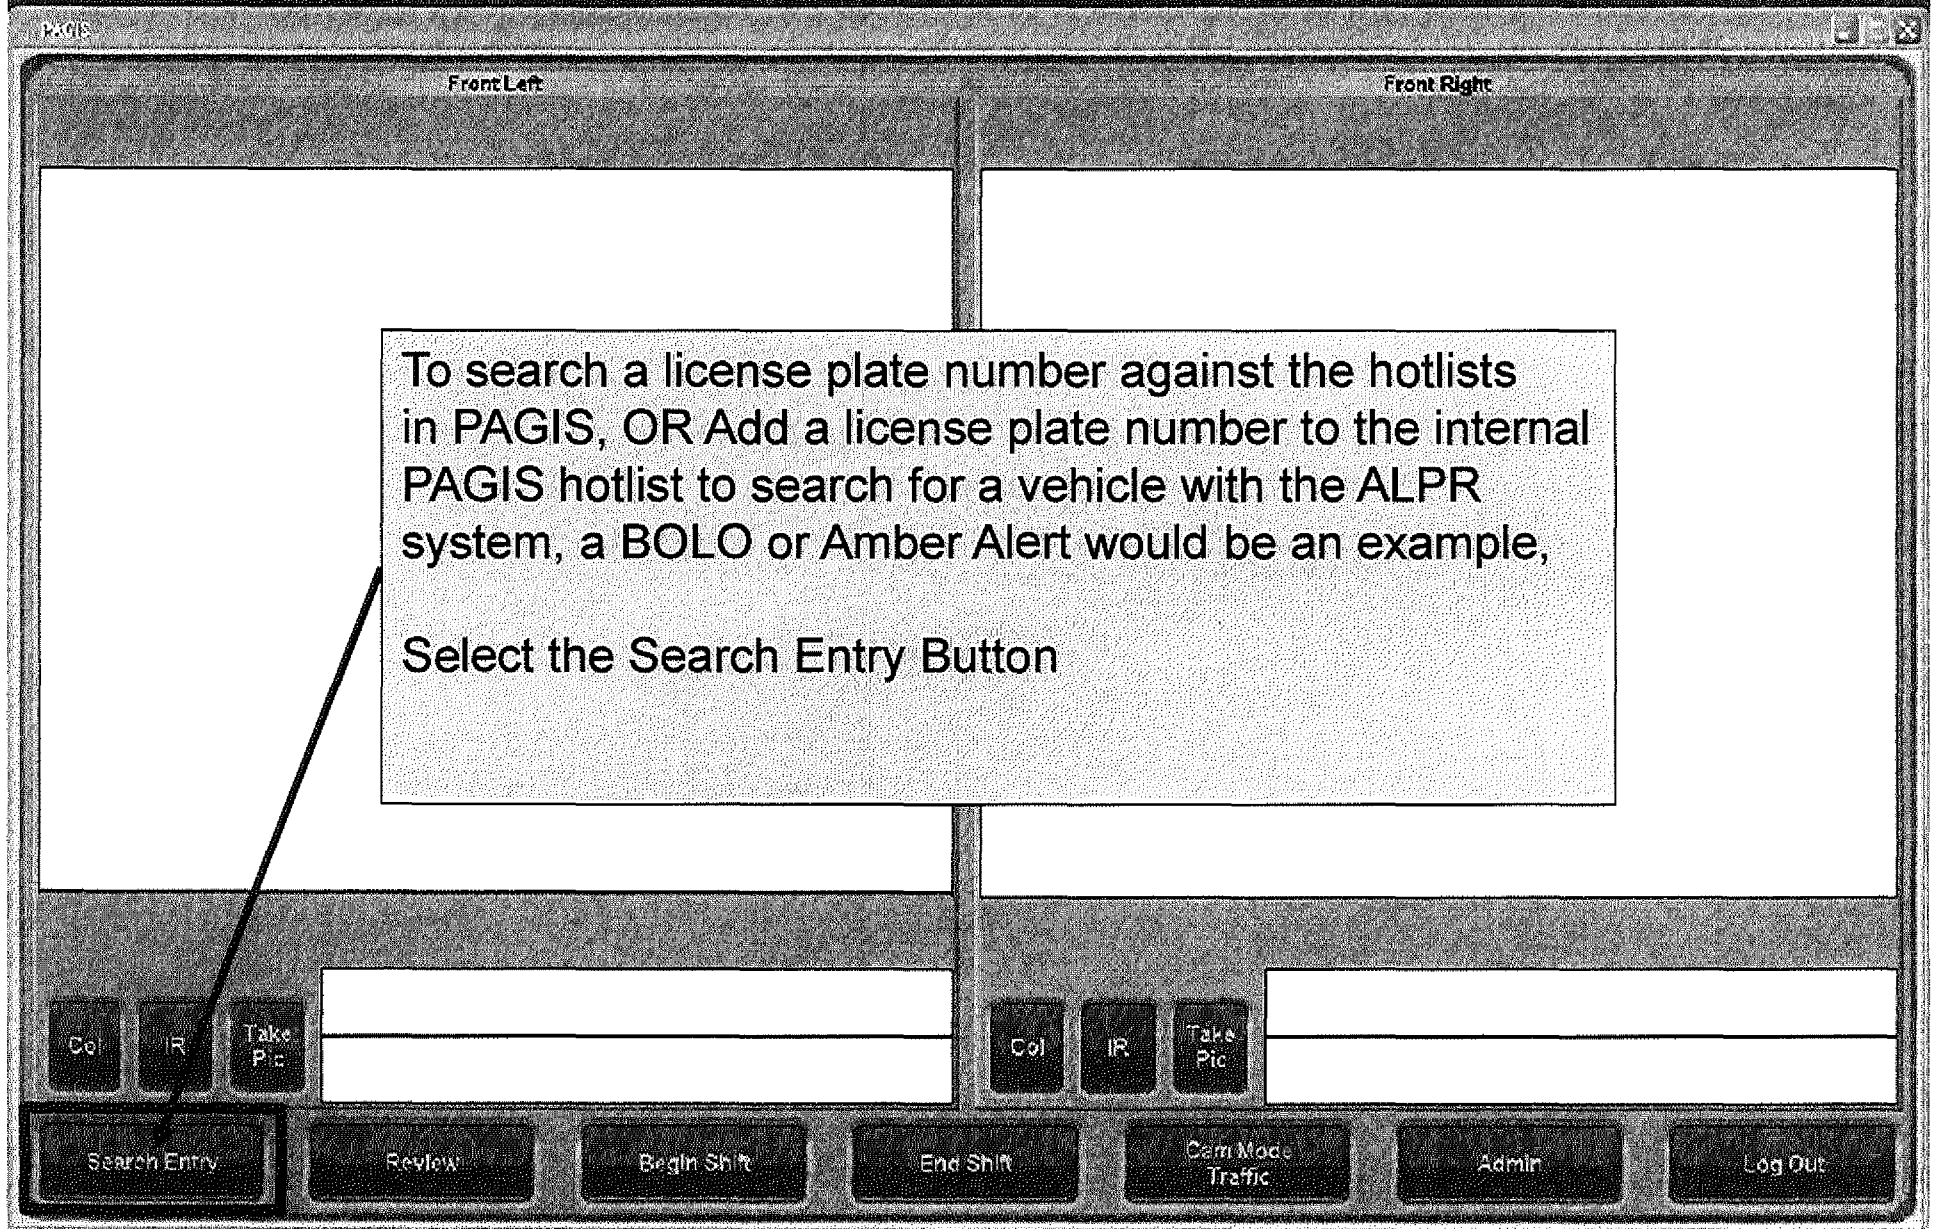 PAGIS
Front Left
Front Right
To search a license plate number against the hotlists
in PAGIS, OR Add a license plate number to the internal
PAGIS hotlist to search for a vehicle with the ALPR
system, a BOLO or Amber Alert would be an example,
Select the Search Entry Button
Col
IR
Take
Pic
Col
IR
Take
Pic
Search Entry
Review
Begin Shift
End Shift
Cam Mode
Traffic
Admin
Log Out